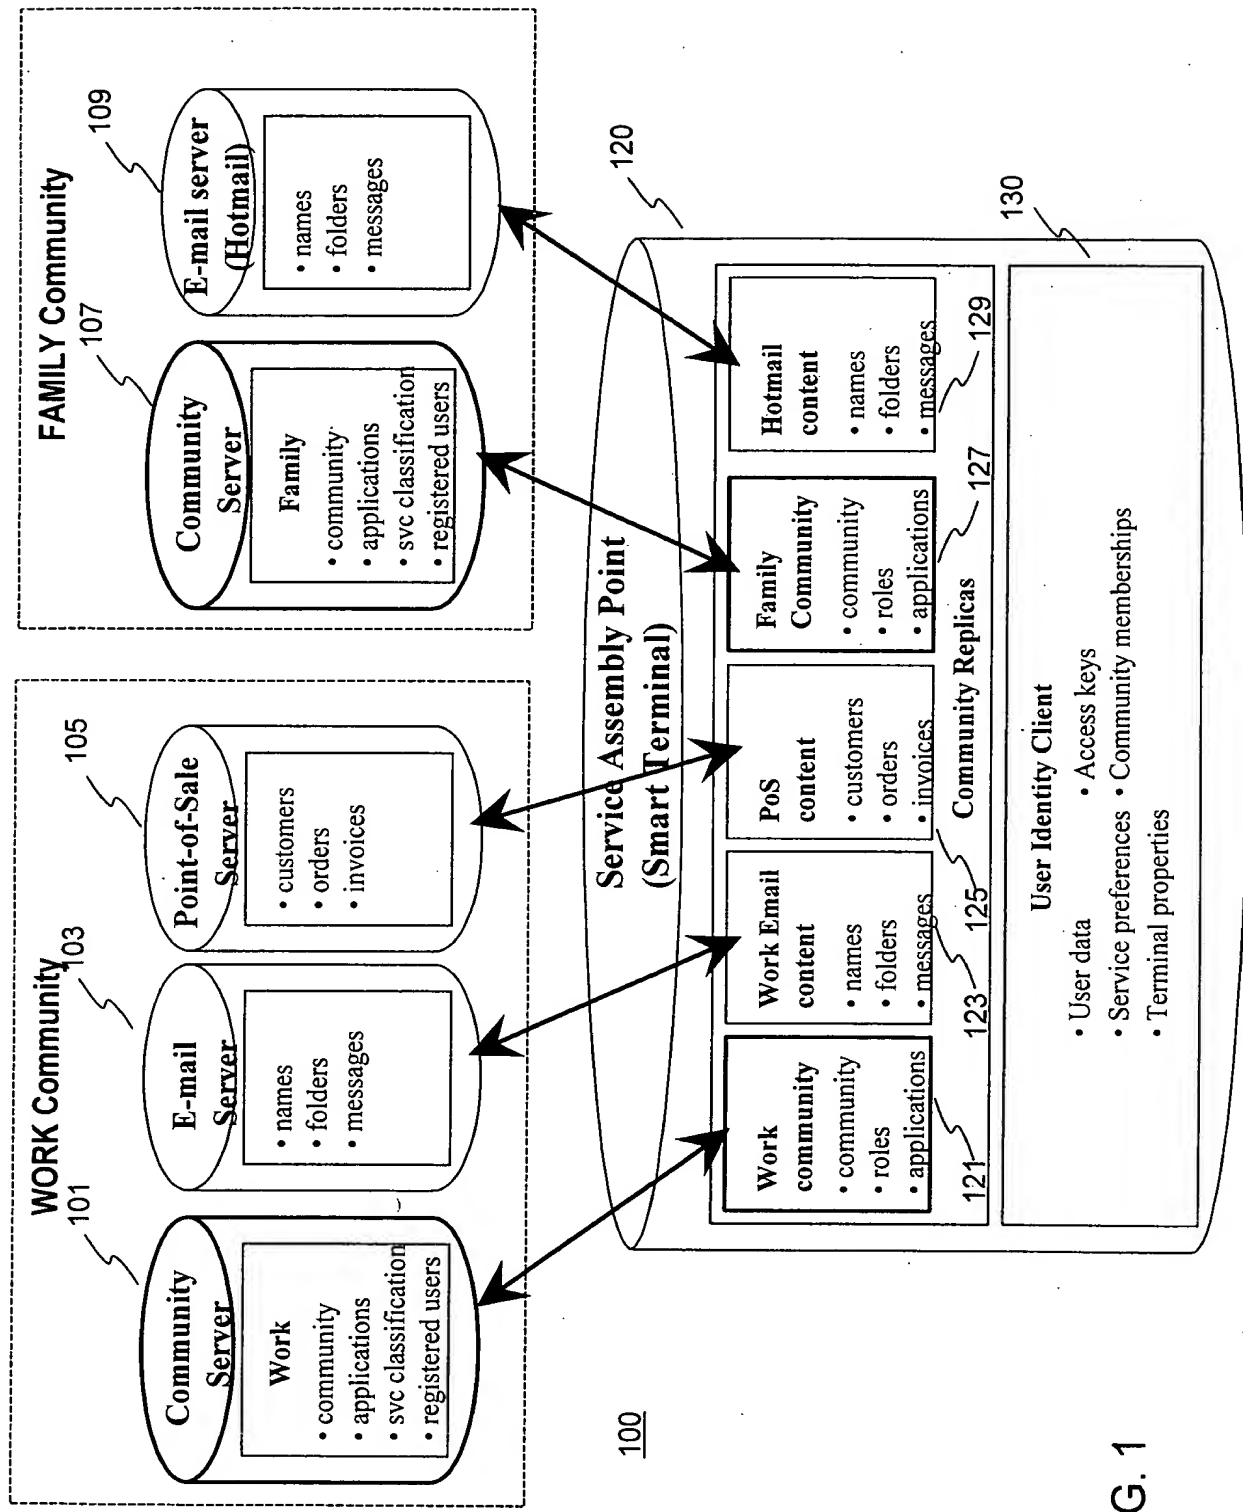 WORK Community
101
Community
Server
Work
• community
• applications
• svc classification
• registered users
103
E-mail
Server
• names
• folders
• messages
105
Point-of-Sale
Server
• customers
• orders
• invoices
FAMILY Community
107
Community
Server
Family
• community
• applications
• svc classification
• registered users
109
E-mail server
(Hotmail)
• names
• folders
• messages
100
Service Assembly Point
(Smart Terminal)
120
Work
community
• community
• roles
• applications
121
Work Email
content
• names
• folders
• messages
123
PoS
content
• customers
• orders
• invoices
125
Family
Community
• community
• roles
• applications
127
Hotmail
content
• names
• folders
• messages
129
Community Replicas
130
User Identity Client
• User data
• Access keys
• Service preferences
• Community memberships
• Terminal properties
G. 1